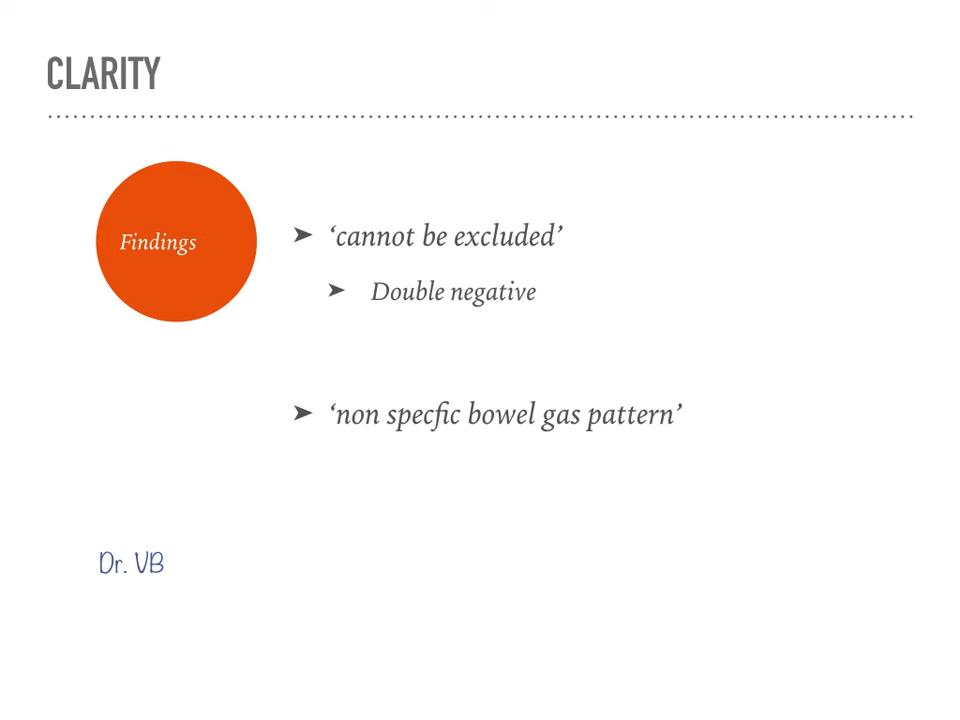 CLARITY
Findings
➤ ‘cannot be excluded’
➤ Double negative
➤ ‘non specfic bowel gas pattern’
Dr. VB